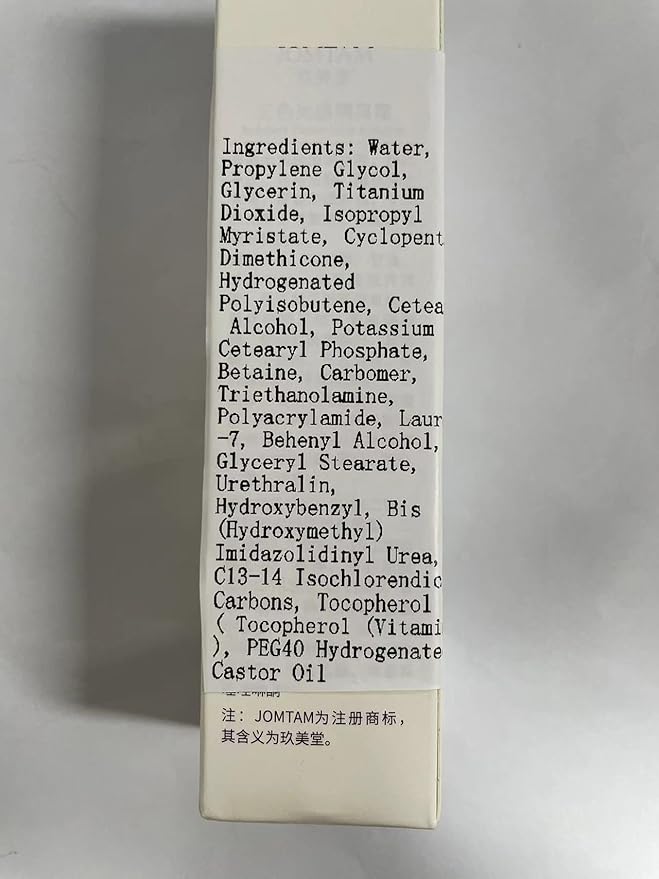 JOMTAM
Ingredients: Water,
Propylene Glycol,
Glycerin, Titanium
Dioxide, Isopropyl
Myristate, Cyclopent
Dimethicone,
Hydrogenated
Polyisobutene, Cetea
Alcohol, Potassium
Cetearyl Phosphate,
Betaine, Carbomer,
Triethanolamine,
Polyacrylamide, Laur
-7, Behenyl Alcohol,
Glyceryl Stearate,
Urethralin,
Hydroxybenzyl, Bis
(Hydroxymethyl)
Imidazolidinyl Urea,
C13-14 Isochlorendic
Carbons, Tocopherol
( Tocopherol (Vitami
), PEG40 Hydrogenate
Castor Oil
注：JOMTAM为注册商标，
其含义为玖美堂。